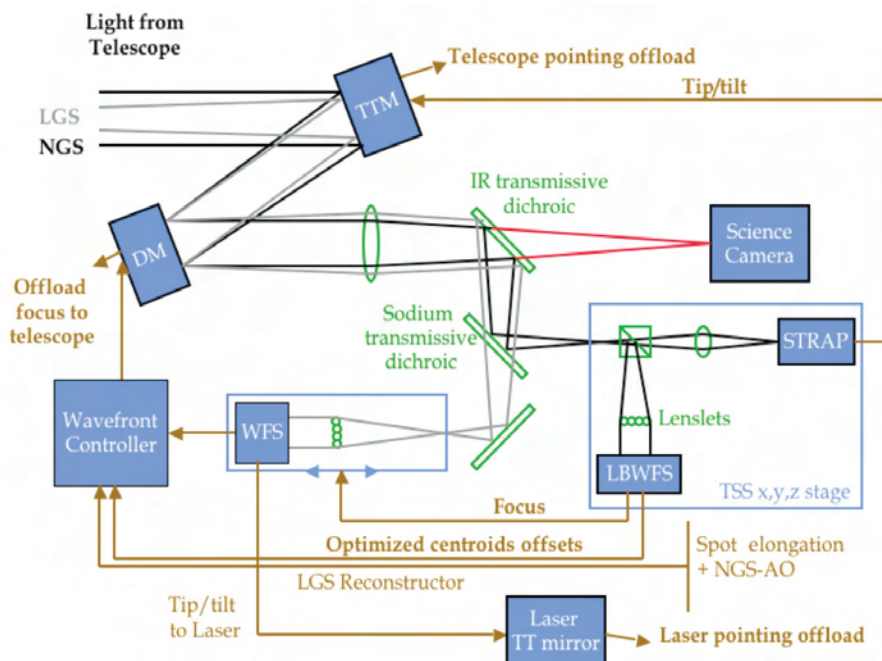 Light from
Telescope
Telescope pointing offload
TTM
Tip/tilt
LGS
NGS
IR transmissive
dichroic
Science
Camera
DM
Offload
focus to
telescope
Sodium
transmissive
dichroic
STRAP
Wavefront
Controller
WFS
Lenslets
LBWFS
TSS x,y,z stage
Focus
Optimized centroids offsets
Spot elongation
+ NGS-AO
LGS Reconstructor
Tip/tilt
to Laser
Laser
TT mirror
Laser pointing offload